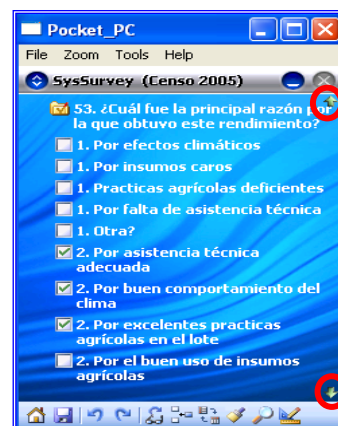 Pocket_PC
File Zoom Tools Help
SysSurvey (Censo 2005)
53. ¿Cuál fue la principal razón por
la que obtuvo este rendimiento?
1. Por efectos climáticos
1. Por insumos caros
1. Practicas agrícolas deficientes
1. Por falta de asistencia técnica
1. Otra?
2. Por asistencia técnica
adecuada
2. Por buen comportamiento del
clima
2. Por excelentes practicas
agrícolas en el lote
2. Por el buen uso de insumos
agrícolas